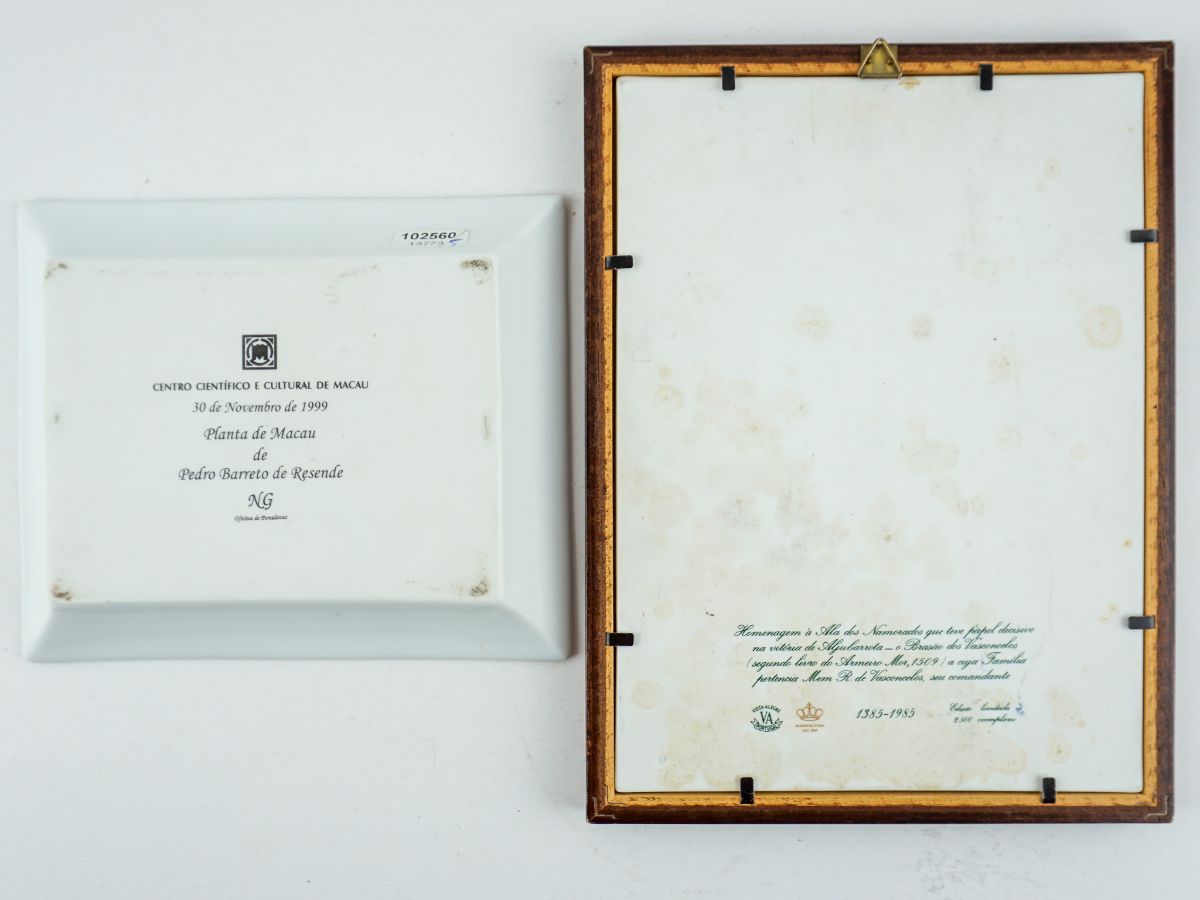 102560
13773
CENTRO CIENTÍFICO E CULTURAL DE MACAU
30 de Novembro de 1999
Planta de Macau
de
Pedro Barreto de Resende
NG
Oficina de Porcelanas
Homenagem à Ala dos Namorados que teve papel decisivo
na vitória de Aljubarrota _ o Brasão dos Vasconcelos
(segundo livro do Armeiro Mor, 1509) a cuja Família
pertencia Mem R. de Vasconcelos, seu comandante
VISTA ALEGRE
VA
PORTUGAL
1385-1985
Edição limitada a
2500 exemplares